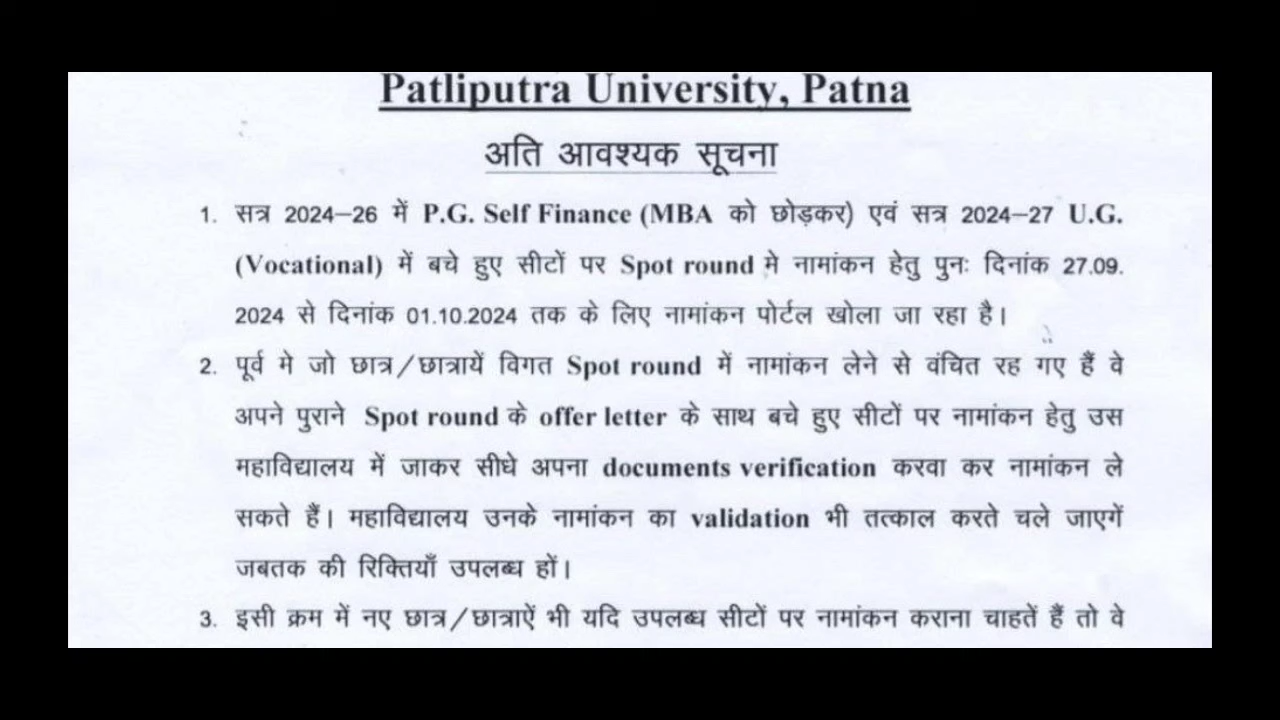 Patliputra University, Patna
अति आवश्यक सूचना
1. सत्र 2024–26 में P.G. Self Finance (MBA को छोड़कर) एवं सत्र 2024–27 U.G.
(Vocational) में बचे हुए सीटों पर Spot round मे नामांकन हेतु पुनः दिनांक 27.09.
2024 से दिनांक 01.10.2024 तक के लिए नामांकन पोर्टल खोला जा रहा है।
2. पूर्व मे जो छात्र/छात्रायें विगत Spot round में नामांकन लेने से वंचित रह गए हैं वे
अपने पुराने Spot round के offer letter के साथ बचे हुए सीटों पर नामांकन हेतु उस
महाविद्यालय में जाकर सीधे अपना documents verification करवा कर नामांकन ले
सकते हैं। महाविद्यालय उनके नामांकन का validation भी तत्काल करते चले जाएगें
जबतक की रिक्तियाँ उपलब्ध हों।
3. इसी क्रम में नए छात्र/छात्राऐं भी यदि उपलब्ध सीटों पर नामांकन कराना चाहतें हैं तो वे